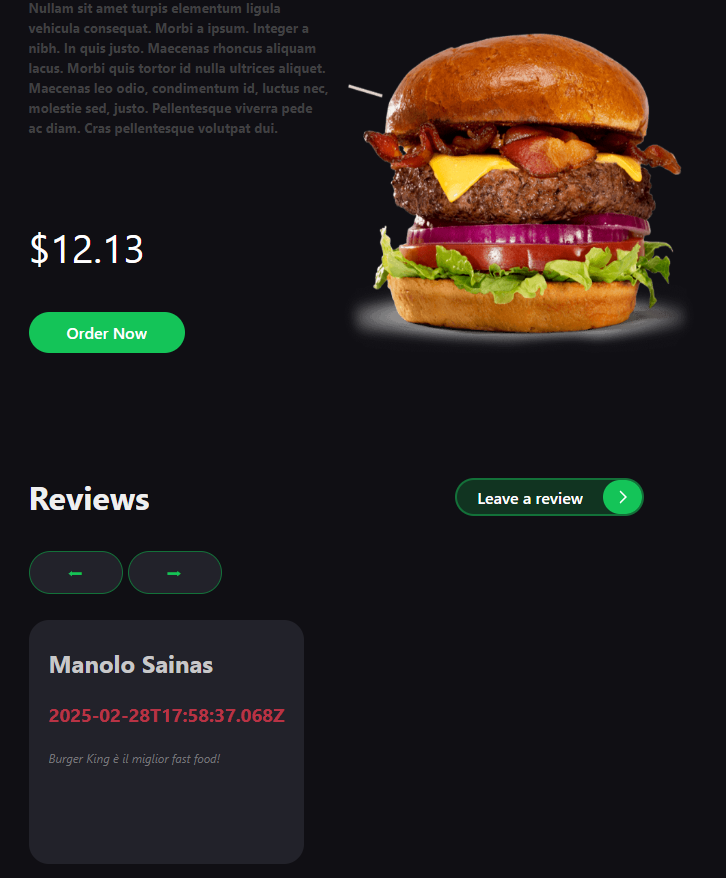 Nullam sit amet turpis elementum ligula
vehicula consequat. Morbi a ipsum. Integer a
nibh. In quis justo. Maecenas rhoncus aliquam
lacus. Morbi quis tortor id nulla ultrices aliquet.
Maecenas leo odio, condimentum id, luctus nec,
molestie sed, justo. Pellentesque viverra pede
ac diam. Cras pellentesque volutpat dui.
$12.13
Order Now
Reviews
Leave a review
Manolo Sainas
2025-02-28T17:58:37.068Z
Burger King è il miglior fast food!